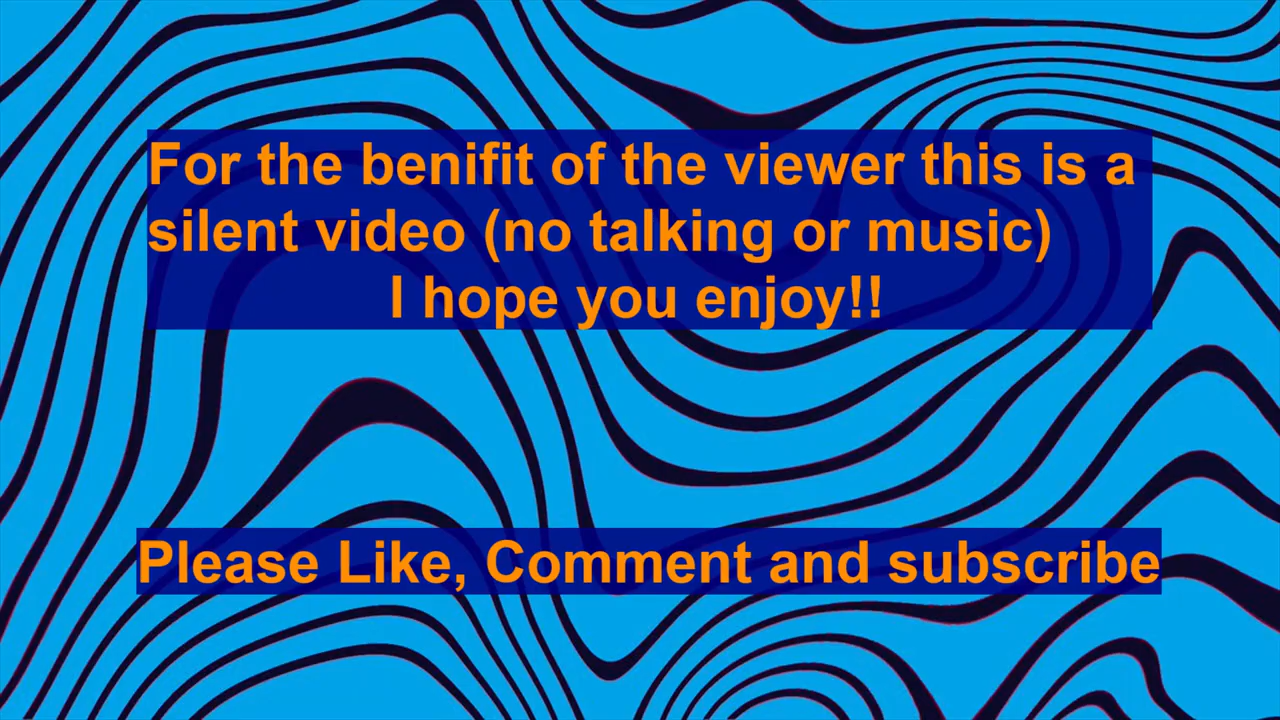 For the benifit of the viewer this is a
silent video (no talking or music)
I hope you enjoy!!
Please Like, Comment and subscribe